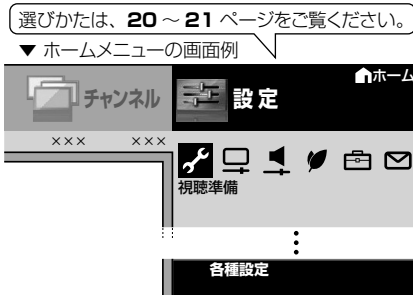 選びかたは、20～21 ページをご覧ください。
▼ ホームメニューの画面例
ホーム
チャンネル
設定
××× ×××
視聴準備
各種設定